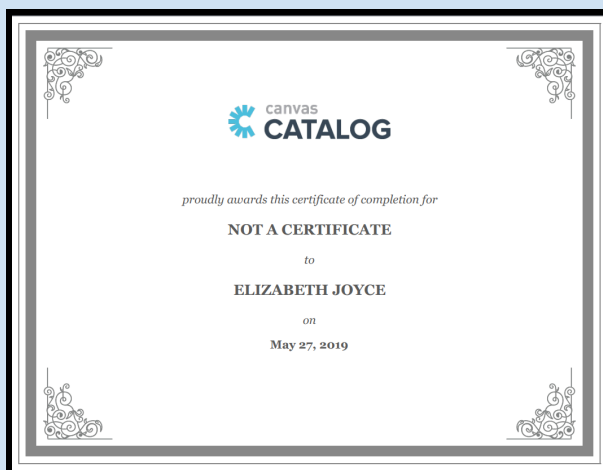 canvas
CATALOG
proudly awards this certificate of completion for
NOT A CERTIFICATE
to
ELIZABETH JOYCE
on
May 27, 2019